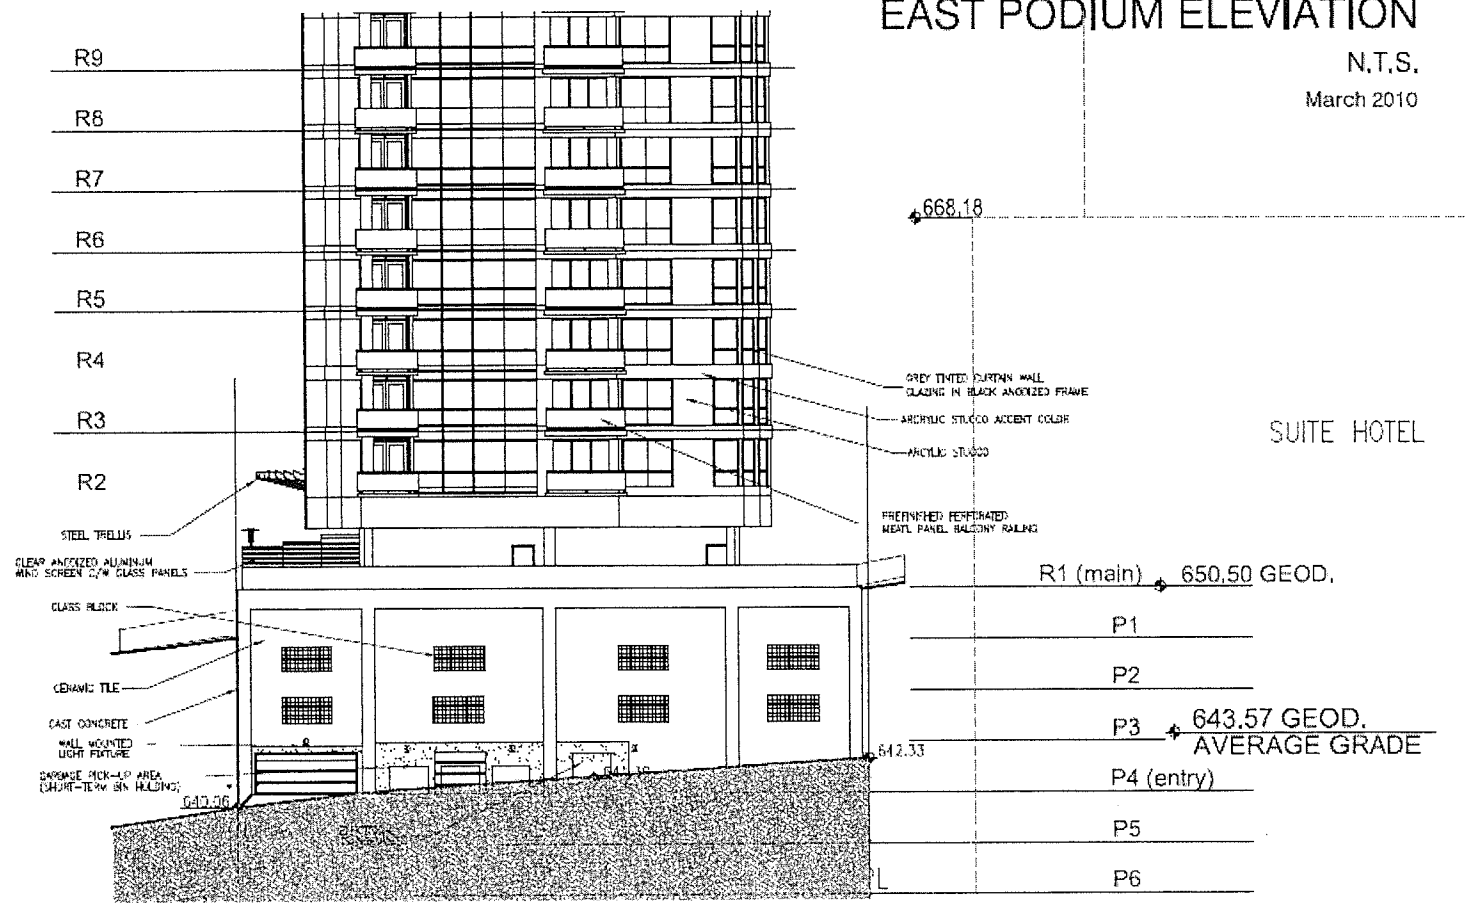 EAST PODIUM ELEVIATION
N.T.S.
March 2010
R9
R8
R7
R6
R5
R4
R3
R2
668.18
GREY TINTED CURTAIN WALL
GLAZING IN BLACK ANODIZED FRAME
ARCRYLIC STUCCO ACCENT COLOR
ARCYLIC STUCCO
SUITE HOTEL
PREFINISHED PERFORATED
MEATL PANEL BALCONY RAILING
STEEL TRELLIS
CLEAR ANODIZED ALUMINUM
WIND SCREEN C/W GLASS PANELS
GLASS BLOCK
CERAMIC TILE
CAST CONCRETE
WALL MOUNTED
LIGHT FIXTURE
GARBAGE PICK-UP AREA
(SHORT-TERM BIN HOLDING)
640.06
642.33
R1 (main) 650.50 GEOD.
P1
P2
P3 643.57 GEOD.
AVERAGE GRADE
P4 (entry)
P5
P6